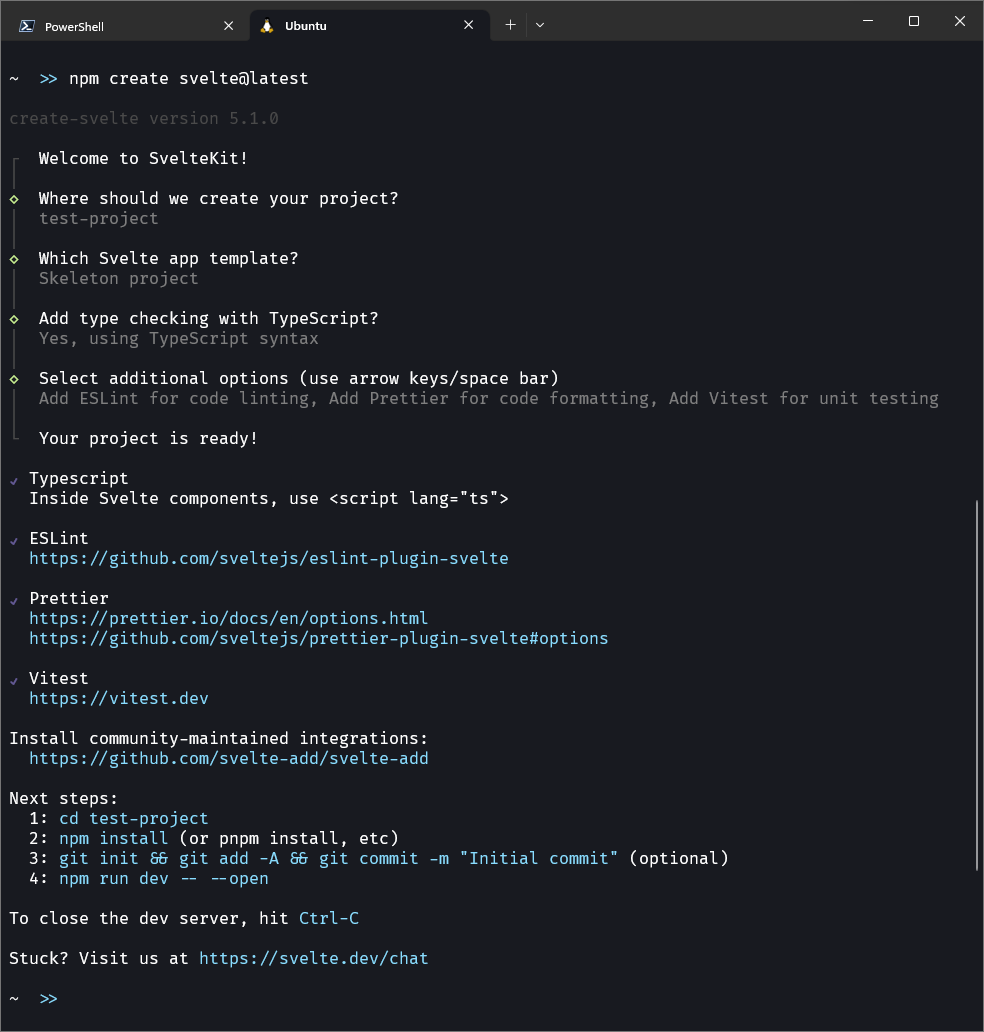 PowerShell
Ubuntu
~ >> npm create svelte@latest
create-svelte version 5.1.0
Welcome to SvelteKit!
Where should we create your project?
test-project
Which Svelte app template?
Skeleton project
Add type checking with TypeScript?
Yes, using TypeScript syntax
Select additional options (use arrow keys/space bar)
Add ESLint for code linting, Add Prettier for code formatting, Add Vitest for unit testing
Your project is ready!
✓ Typescript
Inside Svelte components, use <script lang="ts">
✓ ESLint
https://github.com/sveltejs/eslint-plugin-svelte
✓ Prettier
https://prettier.io/docs/en/options.html
https://github.com/sveltejs/prettier-plugin-svelte#options
✓ Vitest
https://vitest.dev
Install community-maintained integrations:
https://github.com/svelte-add/svelte-add
Next steps:
1: cd test-project
2: npm install (or pnpm install, etc)
3: git init && git add -A && git commit -m "Initial commit" (optional)
4: npm run dev -- --open
To close the dev server, hit Ctrl-C
Stuck? Visit us at https://svelte.dev/chat
~ >>